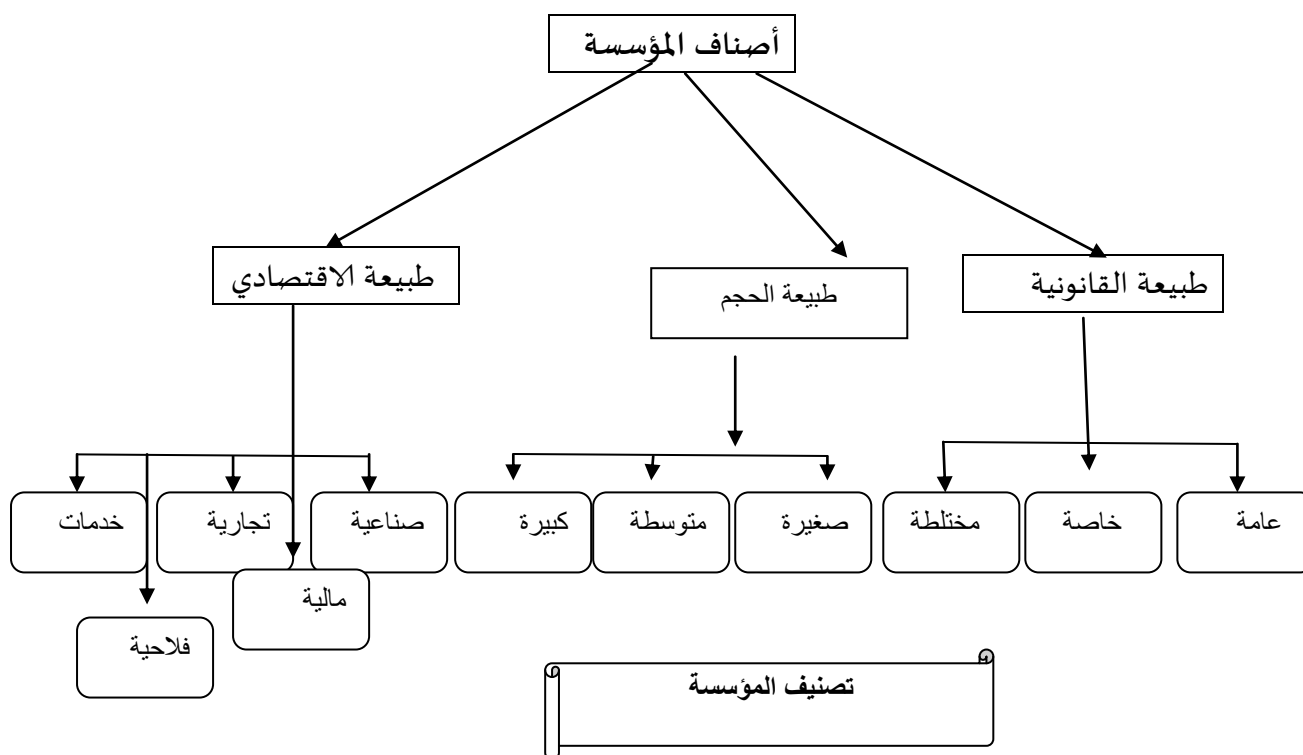 أصناف المؤسسة
طبيعة القانونية
طبيعة الحجم
طبيعة الاقتصادي
عامة
خاصة
مختلطة
صغيرة
متوسطة
كبيرة
صناعية
تجارية
خدمات
مالية
فلاحية
تصنيف المؤسسة